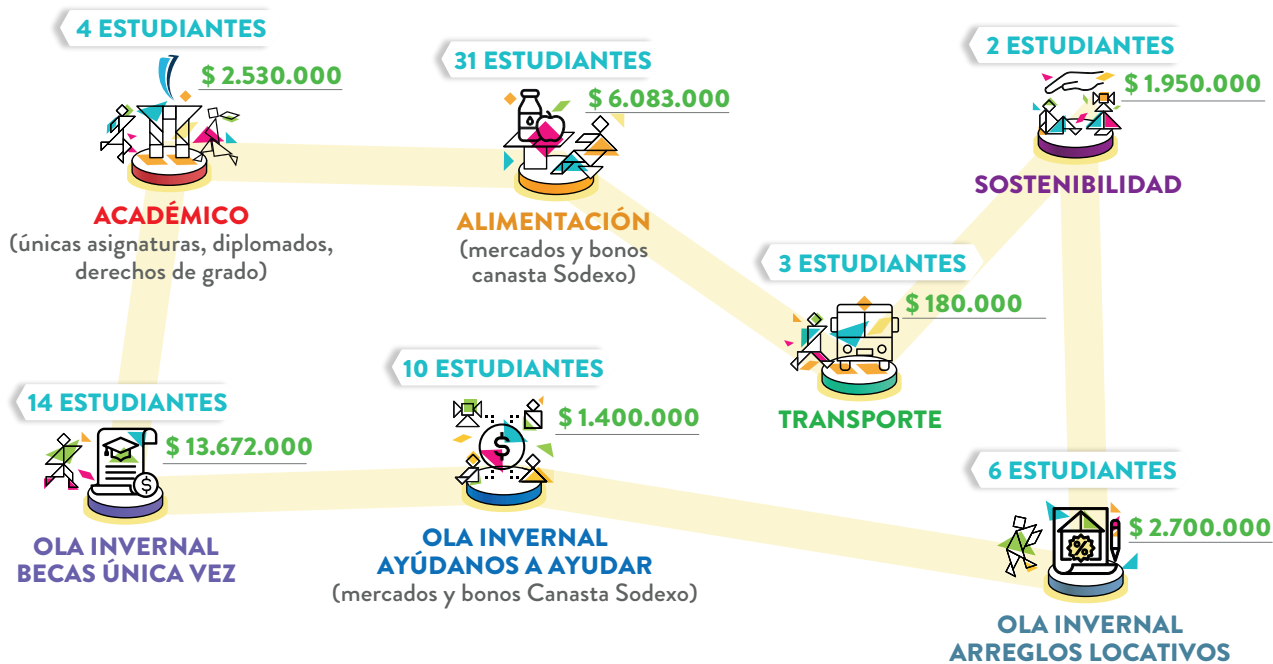 4 ESTUDIANTES
$ 2.530.000
ACADÉMICO
(únicas asignaturas, diplomados,
derechos de grado)
31 ESTUDIANTES
$ 6.083.000
ALIMENTACIÓN
(mercados y bonos
canasta Sodexo)
3 ESTUDIANTES
$ 180.000
TRANSPORTE
2 ESTUDIANTES
$ 1.950.000
SOSTENIBILIDAD
14 ESTUDIANTES
$ 13.672.000
OLA INVERNAL
BECAS ÚNICA VEZ
10 ESTUDIANTES
$ 1.400.000
$
$
OLA INVERNAL
AYÚDANOS A AYUDAR
(mercados y bonos Canasta Sodexo)
6 ESTUDIANTES
$ 2.700.000
%
OLA INVERNAL
ARREGLOS LOCATIVOS